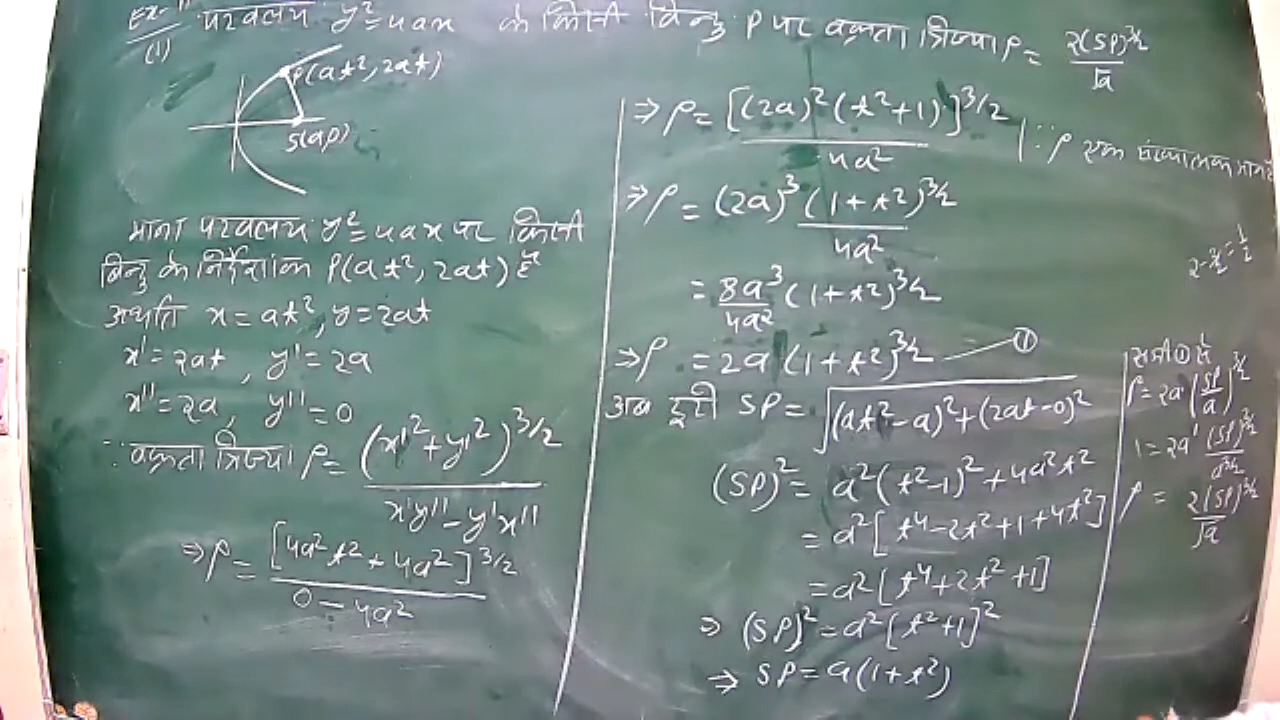 Ex-11 परवलय y²=4ax के किसी बिन्दु P पर वक्रता त्रिज्या ρ = 2(SP)^3/2 / √a
(1)
P(at², 2at)
S(a,0)
माना परवलय y²=4ax पर किसी
बिन्दु के निर्देशांक P(at², 2at) है
अर्थात x=at², y=2at
x'=2at, y'=2a
x''=2a, y''=0
∵ वक्रता त्रिज्या ρ = (x'²+y'²)^3/2 / x'y''-y'x''
⇒ ρ = [4a²t²+4a²]^3/2 / 0-4a²
⇒ ρ = [(2a)²(t²+1)]^3/2 / 4a² | ∵ ρ एक संख्यात्मक मान है
⇒ ρ = (2a)³ (1+t²)^3/2 / 4a²
= 8a³/4a² (1+t²)^3/2
⇒ ρ = 2a (1+t²)^3/2 — ①
अब दूरी SP = √(at²-a)²+(2at-0)²
(SP)² = a²(t²-1)²+4a²t²
= a²[t⁴-2t²+1+4t²]
= a²[t⁴+2t²+1]
⇒ (SP)² = a²[t²+1]²
⇒ SP = a(1+t²)
समी ① से
ρ = 2a (SP/a)^3/2
ρ = 2a¹ (SP)^3/2 / a^3/2
ρ = 2(SP)^3/2 / √a